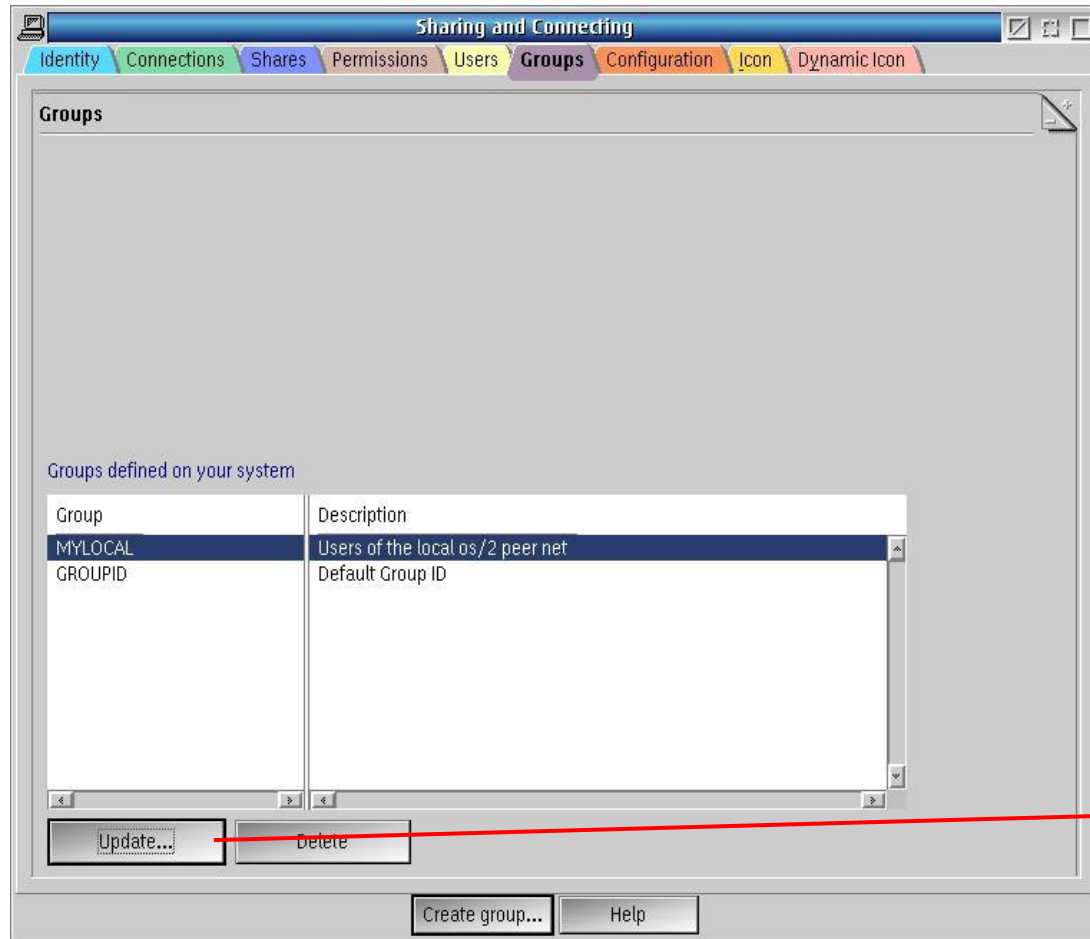 Sharing and Connecting
Identity Connections Shares Permissions Users Groups Configuration Icon Dynamic Icon
Groups
Groups defined on your system
Group Description
MYLOCAL Users of the local os/2 peer net
GROUPID Default Group ID
Update... Delete
Create group... Help